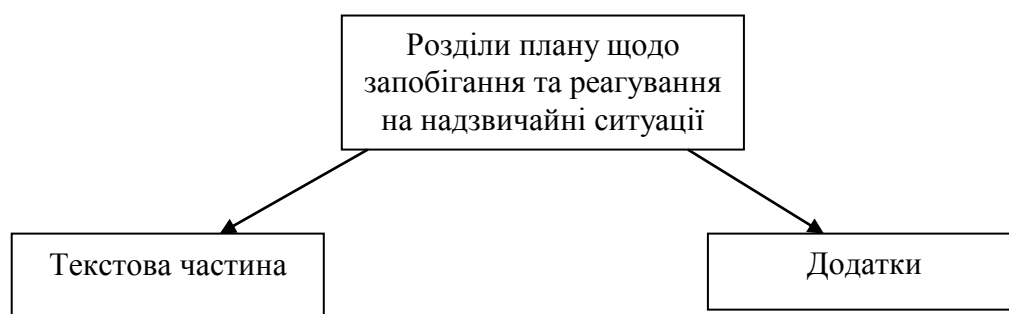 Розділи плану щодо
запобігання та реагування
на надзвичайні ситуації
Текстова частина
Додатки